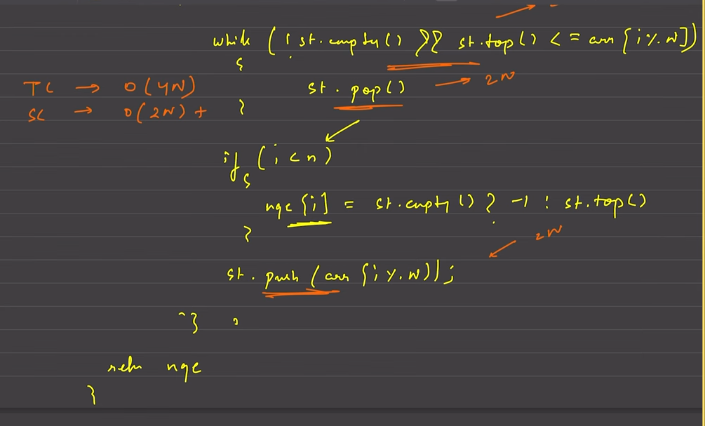 while ( ! st.empty() && st.top() <= arr [i % n])
{
TC → O(4N)
st. pop() → 2N
SC → O(2N) +
}
if (i < n)
{
nge [i] = st.empty() ? -1 : st.top()
}
2N
st. push (arr [i % n]);
}
retu nge
}